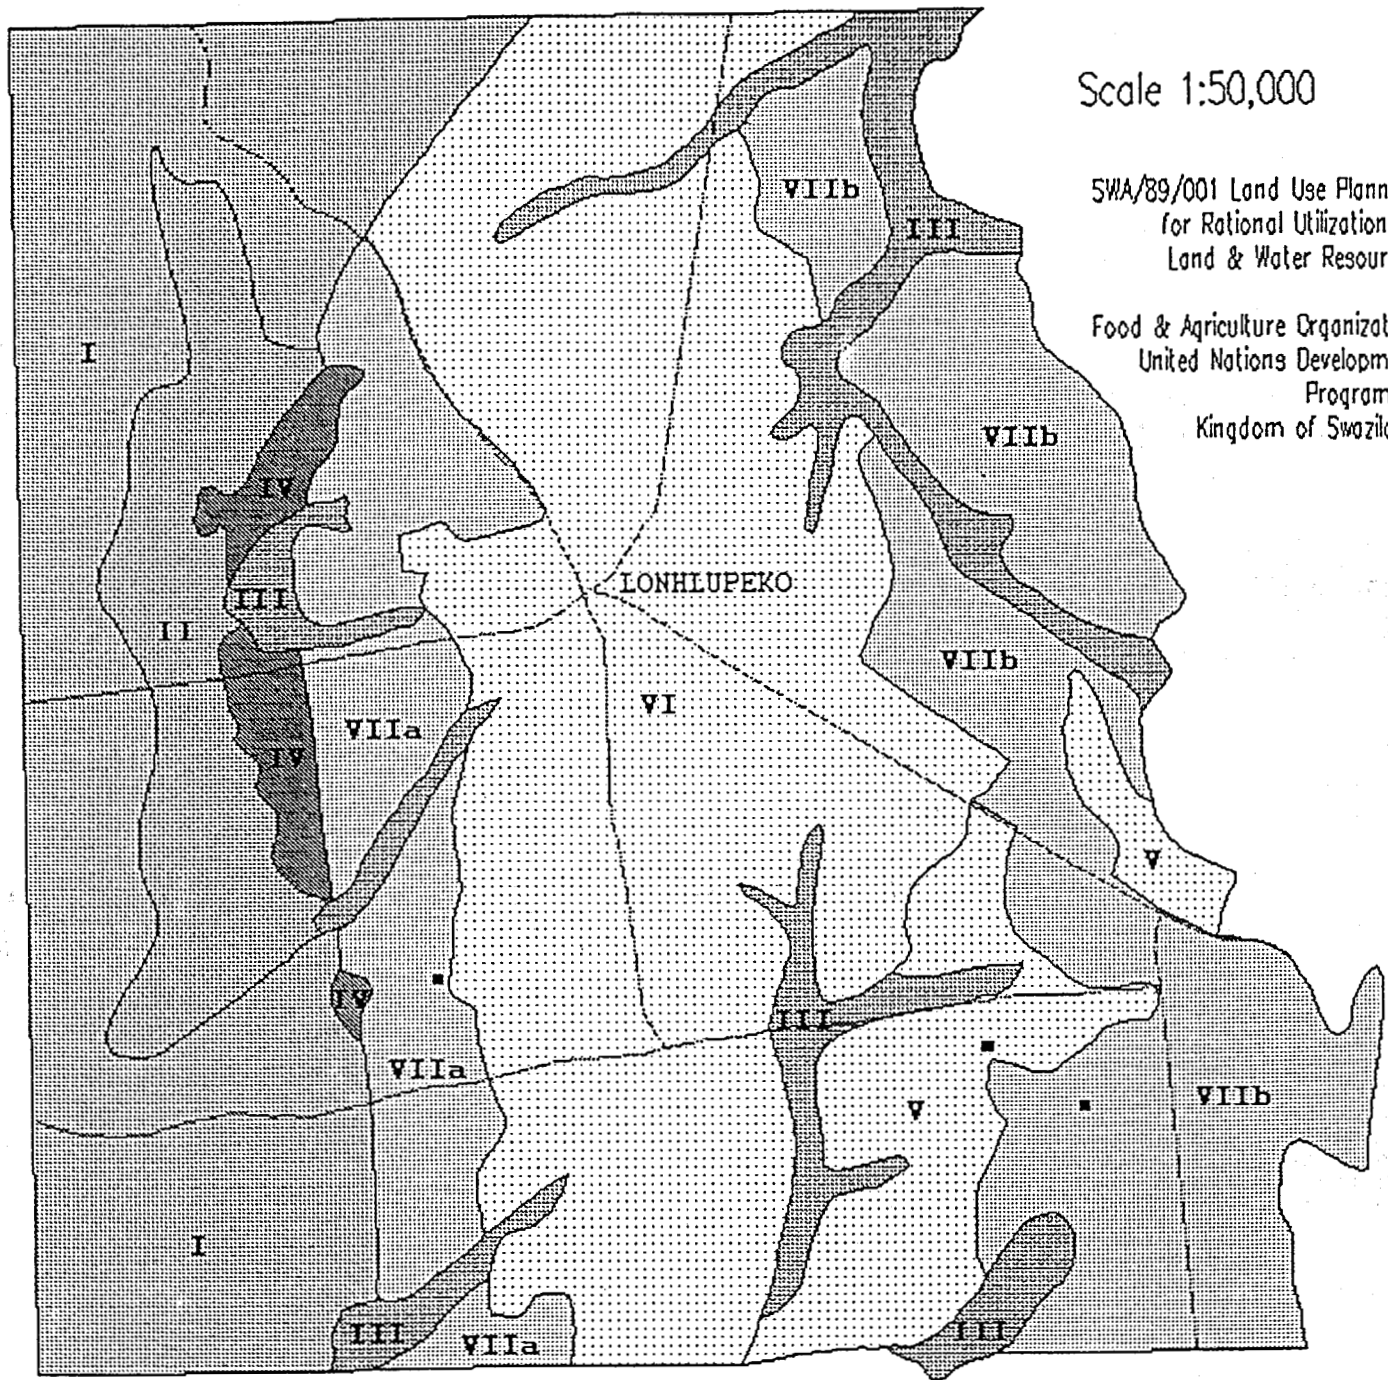 Scale 1:50,000
SWA/89/001 Land Use Plann
for Rational Utilization
Land & Water Resour
Food & Agriculture Organizat
United Nations Developm
Program
Kingdom of Swazila
VIIb
III
I
VIIb
IV
LONHLUPEKO
III
II
VIIb
VI
VIIa
IV
V
IV
III
VIIa
V
VIIb
I
III
VIIa
III